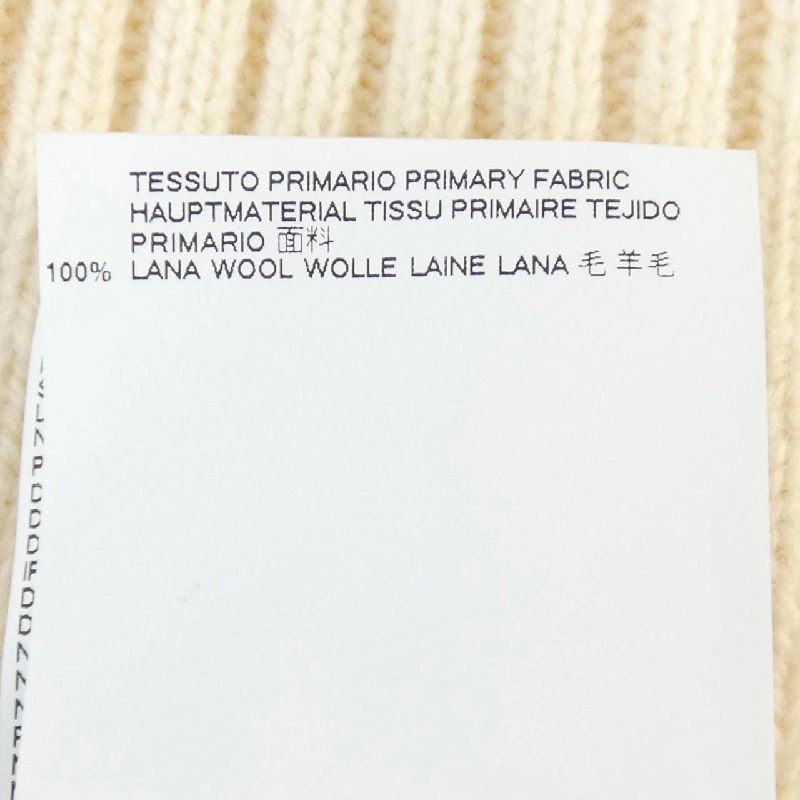 TESSUTO PRIMARIO PRIMARY FABRIC
HAUPTMATERIAL TISSU PRIMAIRE TEJIDO
PRIMARIO 面料
100% LANA WOOL WOLLE LAINE LANA 毛 羊毛